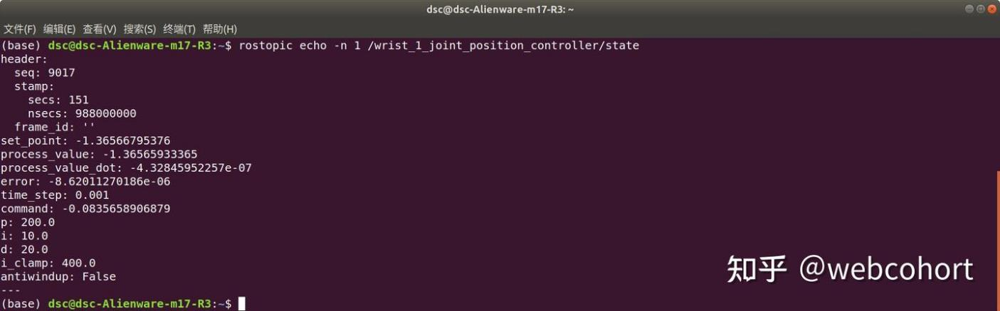 dsc@dsc-Alienware-m17-R3: ~
文件(F) 编辑(E) 查看(V) 搜索(S) 终端(T) 帮助(H)
(base) dsc@dsc-Alienware-m17-R3:~$ rostopic echo -n 1 /wrist_1_joint_position_controller/state
header:
  seq: 9017
  stamp:
    secs: 151
    nsecs: 988000000
  frame_id: ''
set_point: -1.36566795376
process_value: -1.36565933365
process_value_dot: -4.32845952257e-07
error: -8.62011270186e-06
time_step: 0.001
command: -0.0835658906879
p: 200.0
i: 10.0
d: 20.0
i_clamp: 400.0
antiwindup: False
---
(base) dsc@dsc-Alienware-m17-R3:~$
知乎 @webcohort